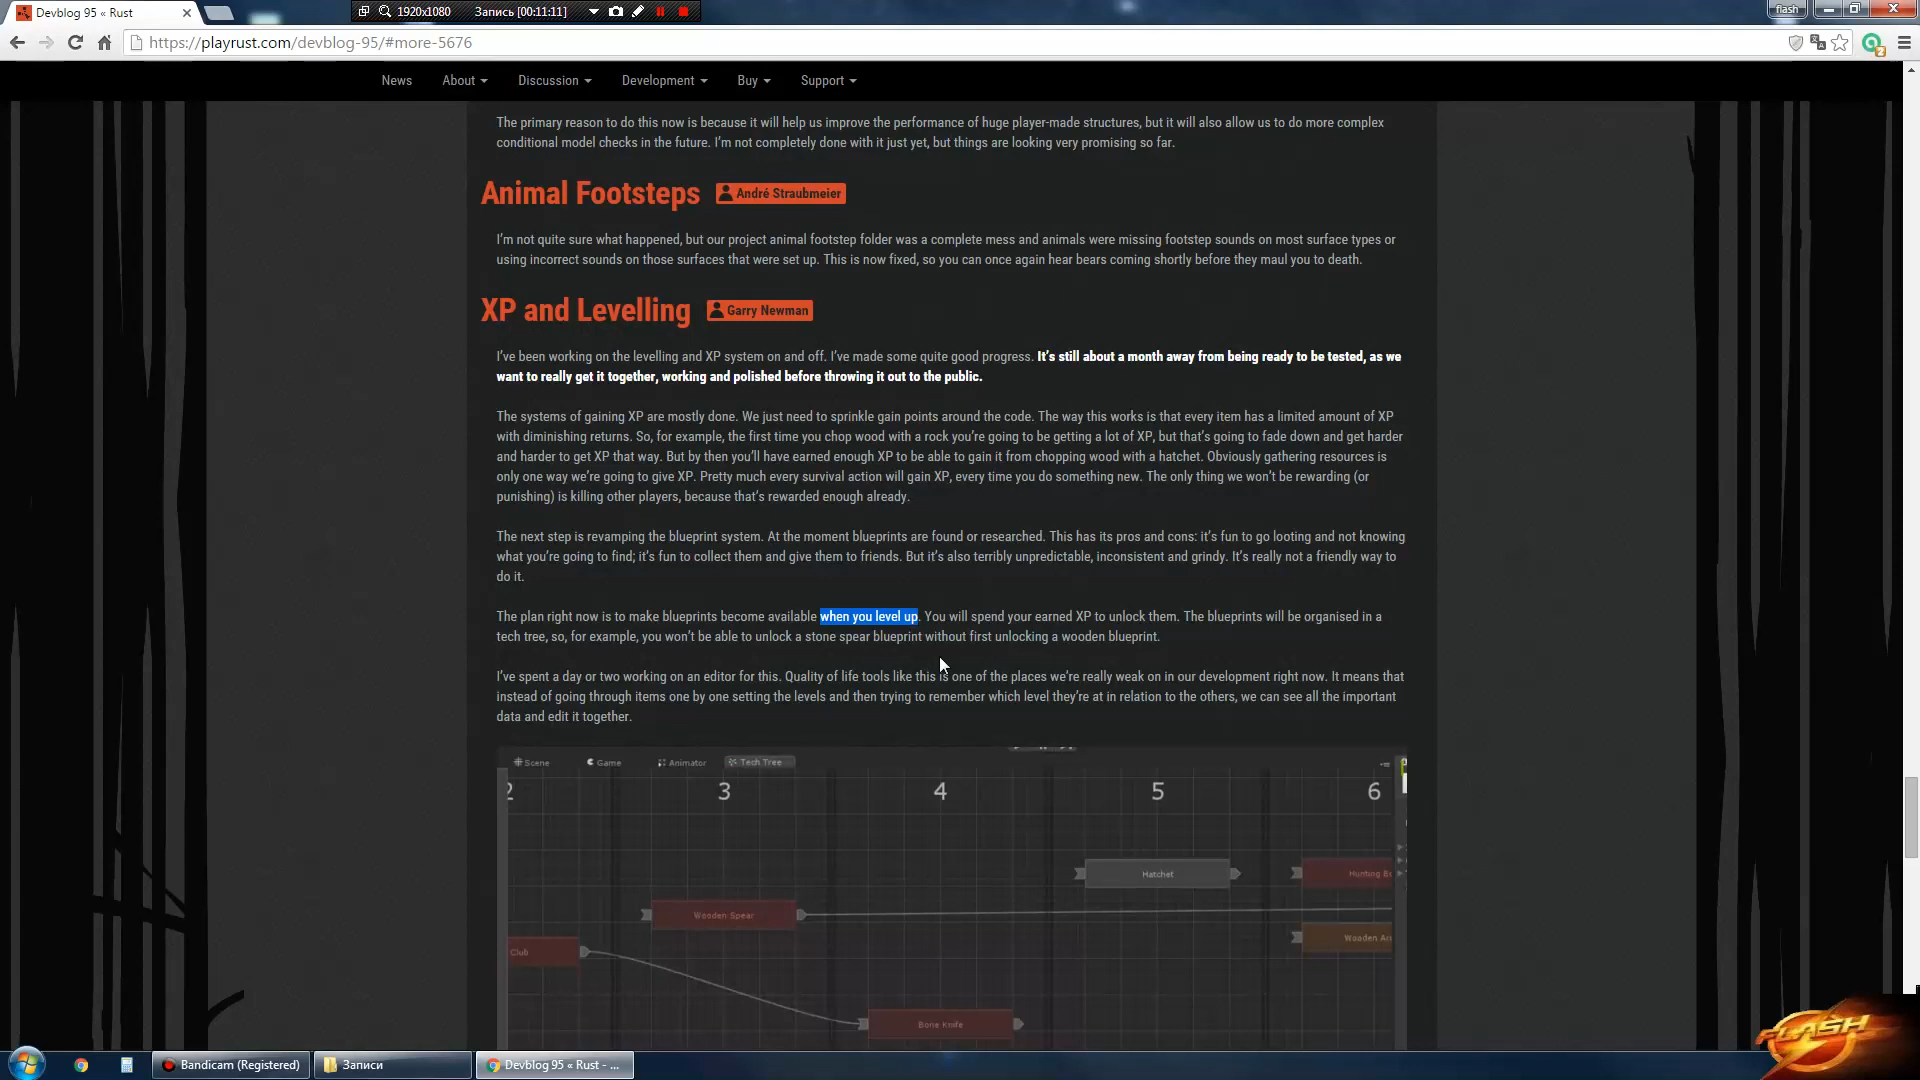 Devblog 95 « Rust
1920x1080
Запись [00:11:11]
flash
https://playrust.com/devblog-95/#more-5676
2
News
About
Discussion
Development
Buy
Support
The primary reason to do this now is because it will help us improve the performance of huge player-made structures, but it will also allow us to do more complex
conditional model checks in the future. I'm not completely done with it just yet, but things are looking very promising so far.
Animal Footsteps
André Straubmeier
I'm not quite sure what happened, but our project animal footstep folder was a complete mess and animals were missing footstep sounds on most surface types or
using incorrect sounds on those surfaces that were set up. This is now fixed, so you can once again hear bears coming shortly before they maul you to death.
XP and Levelling
Garry Newman
I've been working on the levelling and XP system on and off. I've made some quite good progress. It's still about a month away from being ready to be tested, as we
want to really get it together, working and polished before throwing it out to the public.
The systems of gaining XP are mostly done. We just need to sprinkle gain points around the code. The way this works is that every item has a limited amount of XP
with diminishing returns. So, for example, the first time you chop wood with a rock you're going to be getting a lot of XP, but that's going to fade down and get harder
and harder to get XP that way. But by then you'll have earned enough XP to be able to gain it from chopping wood with a hatchet. Obviously gathering resources is
only one way we're going to give XP. Pretty much every survival action will gain XP, every time you do something new. The only thing we won't be rewarding (or
punishing) is killing other players, because that's rewarded enough already.
The next step is revamping the blueprint system. At the moment blueprints are found or researched. This has its pros and cons: it's fun to go looting and not knowing
what you're going to find; it's fun to collect them and give them to friends. But it's also terribly unpredictable, inconsistent and grindy. It's really not a friendly way to
do it.
The plan right now is to make blueprints become available when you level up. You will spend your earned XP to unlock them. The blueprints will be organised in a
tech tree, so, for example, you won't be able to unlock a stone spear blueprint without first unlocking a wooden blueprint.
I've spent a day or two working on an editor for this. Quality of life tools like this is one of the places we're really weak on in our development right now. It means that
instead of going through items one by one setting the levels and then trying to remember which level they're at in relation to the others, we can see all the important
data and edit it together.
Scene
Game
Animator
Tech Tree
2
3
4
5
6
Hatchet
Hunting Bo
Wooden Spear
Wooden Arr
Club
Bone Knife
FLASH
Bandicam (Registered)
Записи
Devblog 95 « Rust - ...